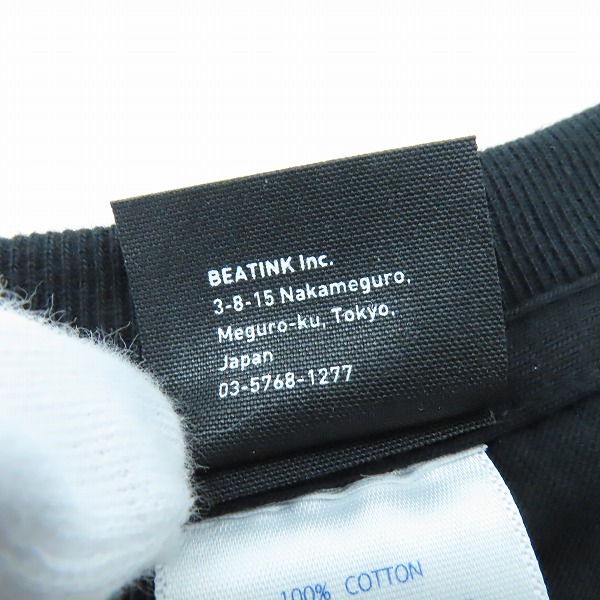 BEATINK Inc.
3-8-15 Nakameguro,
Meguro-ku, Tokyo,
Japan
03-5768-1277
100% COTTON